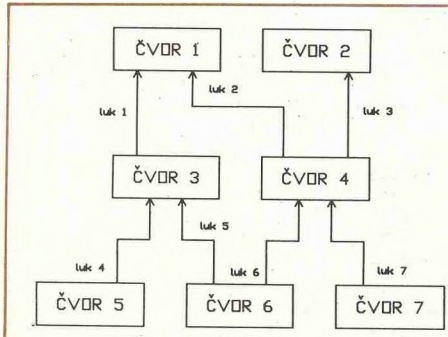 ČVOR 1
ČVOR 2
luk 1
luk 2
luk 3
ČVOR 3
ČVOR 4
luk 4
luk 5
luk 6
luk 7
ČVOR 5
ČVOR 6
ČVOR 7